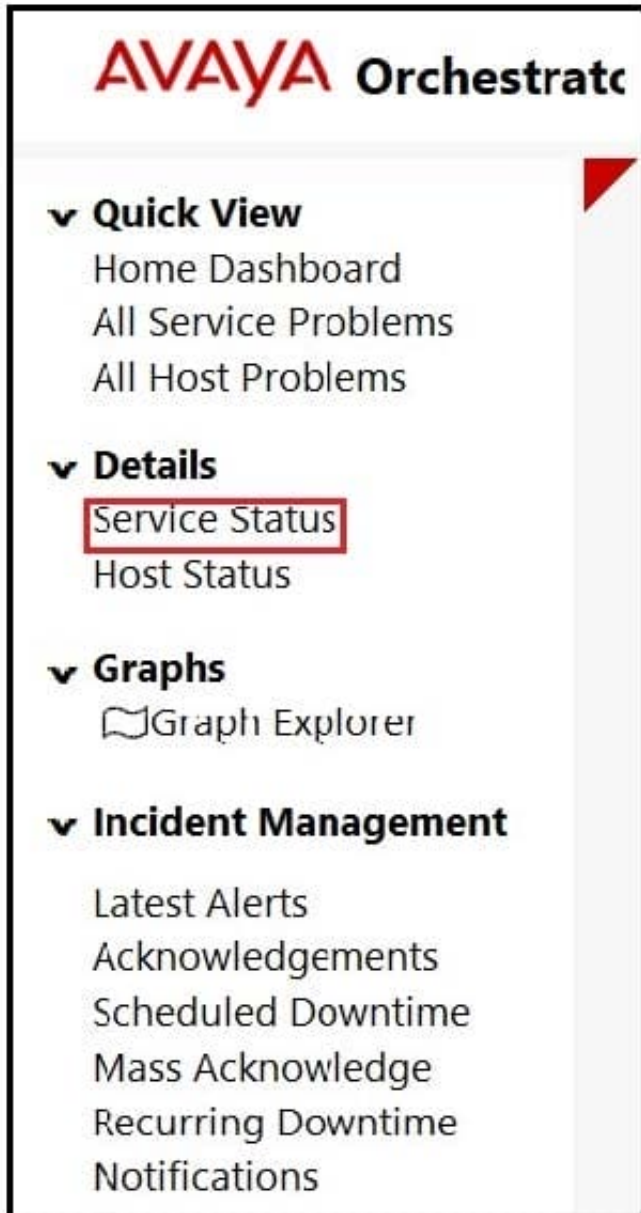 AVAYA Orchestratc
Quick View
Home Dashboard
All Service Problems
All Host Problems
Details
Service Status
Host Status
Graphs
Graph Explorer
Incident Management
Latest Alerts
Acknowledgements
Scheduled Downtime
Mass Acknowledge
Recurring Downtime
Notifications